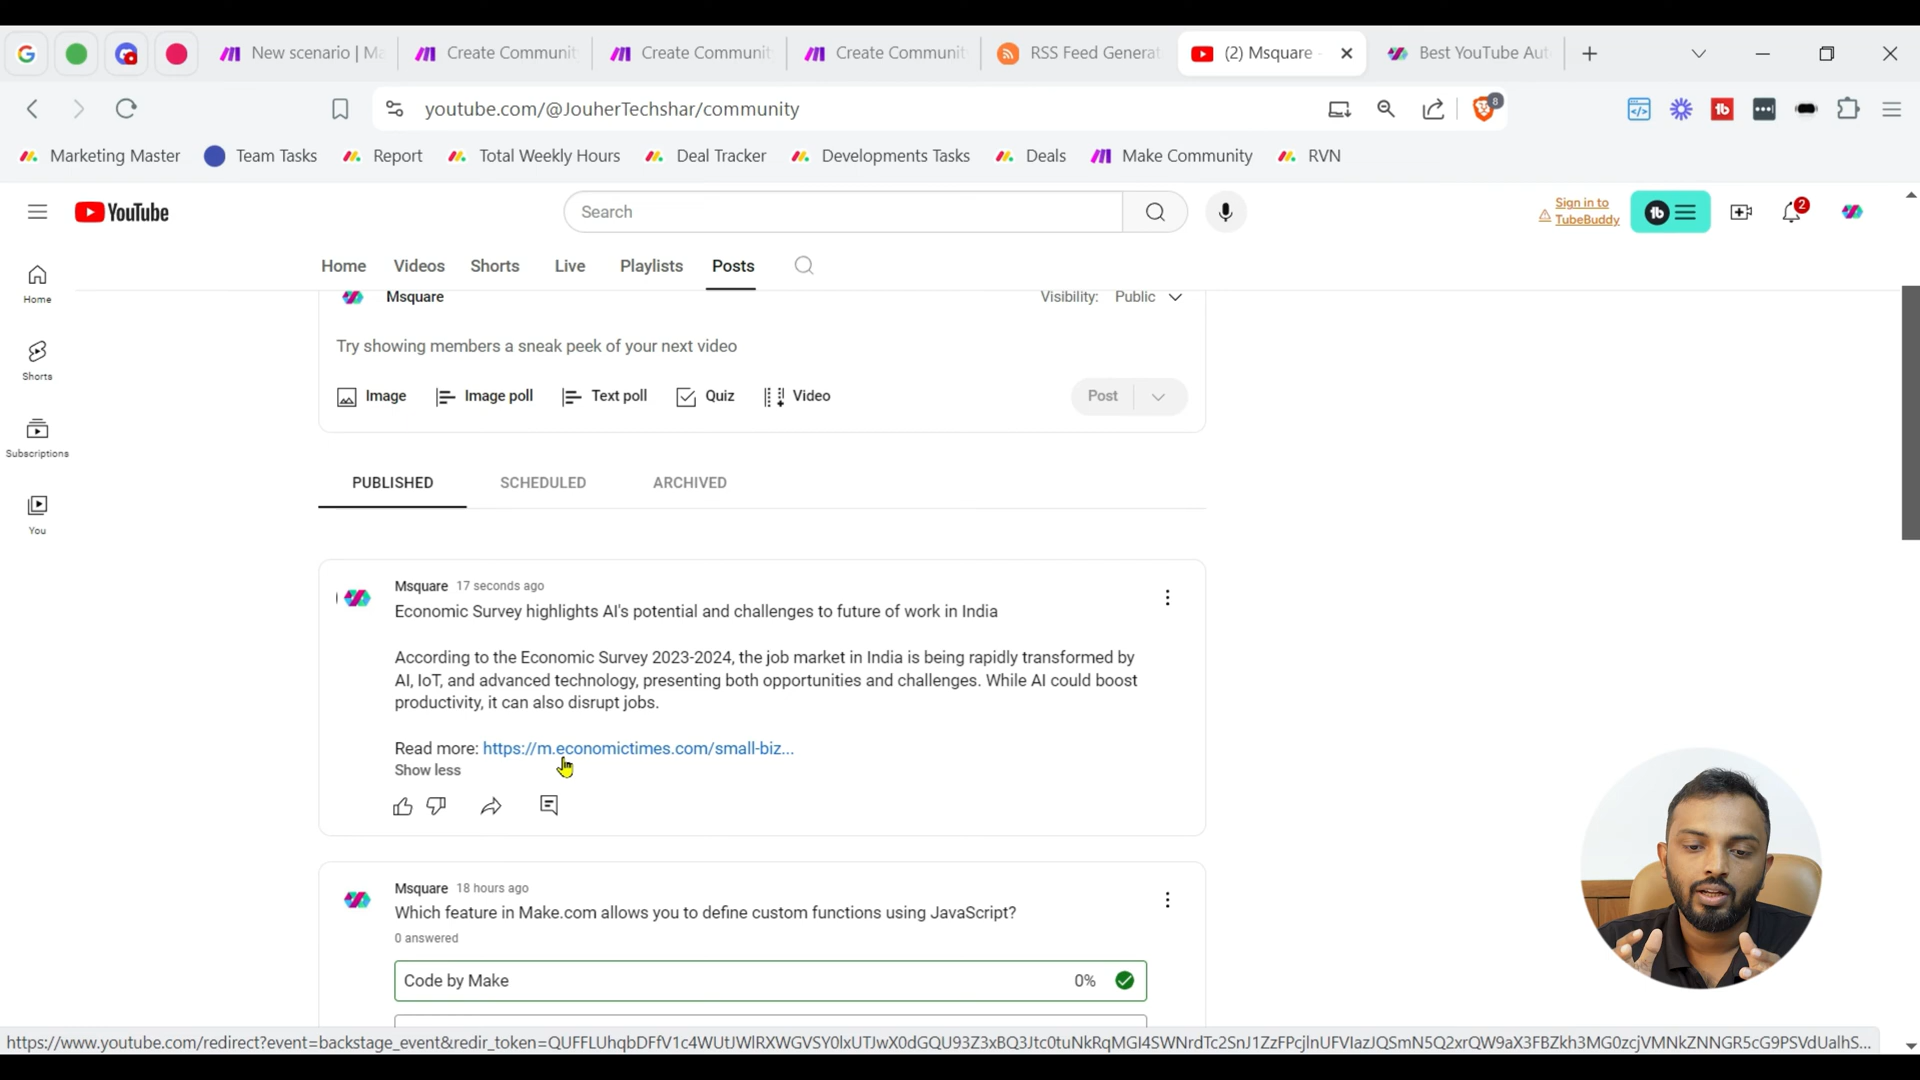 New scenario | Ma
Create Communit
Create Communit
Create Communit
RSS Feed Generat
(2) Msquare -
Best YouTube Aut
youtube.com/@JouherTechshar/community
8
Marketing Master
Team Tasks
Report
Total Weekly Hours
Deal Tracker
Developments Tasks
Deals
Make Community
RVN
YouTube
Search
Sign in to
TubeBuddy
2
Home
Videos
Shorts
Live
Playlists
Posts
Home
Shorts
Subscriptions
You
Msquare
Visibility: Public
Try showing members a sneak peek of your next video
Image
Image poll
Text poll
Quiz
Video
Post
PUBLISHED
SCHEDULED
ARCHIVED
Msquare 17 seconds ago
Economic Survey highlights AI's potential and challenges to future of work in India
According to the Economic Survey 2023-2024, the job market in India is being rapidly transformed by
AI, IoT, and advanced technology, presenting both opportunities and challenges. While AI could boost
productivity, it can also disrupt jobs.
Read more: https://m.economictimes.com/small-biz...
Show less
Msquare 18 hours ago
Which feature in Make.com allows you to define custom functions using JavaScript?
0 answered
Code by Make
0%